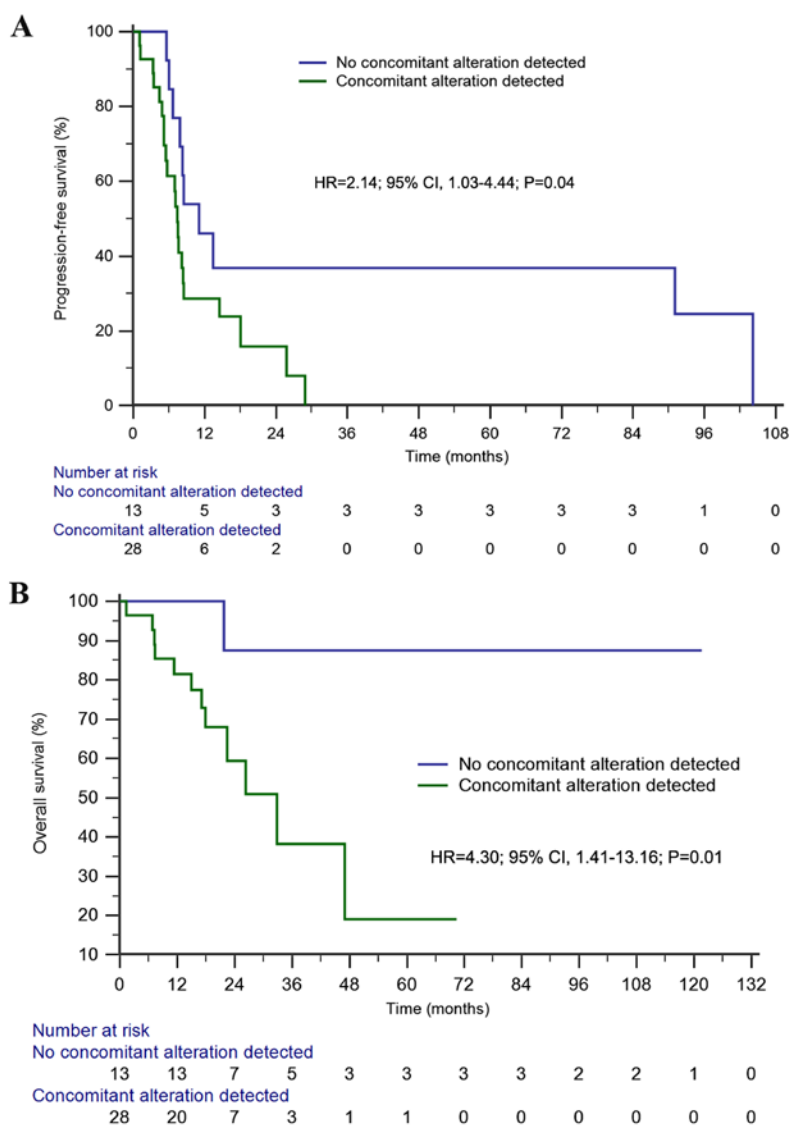 A
100
80
60
40
20
0
Progression-free survival (%)
No concomitant alteration detected
Concomitant alteration detected
HR=2.14; 95% CI, 1.03-4.44; P=0.04
0 12 24 36 48 60 72 84 96 108
Time (months)
Number at risk
No concomitant alteration detected
13 5 3 3 3 3 3 3 1 0
Concomitant alteration detected
28 6 2 0 0 0 0 0 0 0
B
100
90
80
70
60
50
40
30
20
10
Overall survival (%)
No concomitant alteration detected
Concomitant alteration detected
HR=4.30; 95% CI, 1.41-13.16; P=0.01
0 12 24 36 48 60 72 84 96 108 120 132
Time (months)
Number at risk
No concomitant alteration detected
13 13 7 5 3 3 3 3 2 2 1 0
Concomitant alteration detected
28 20 7 3 1 1 0 0 0 0 0 0